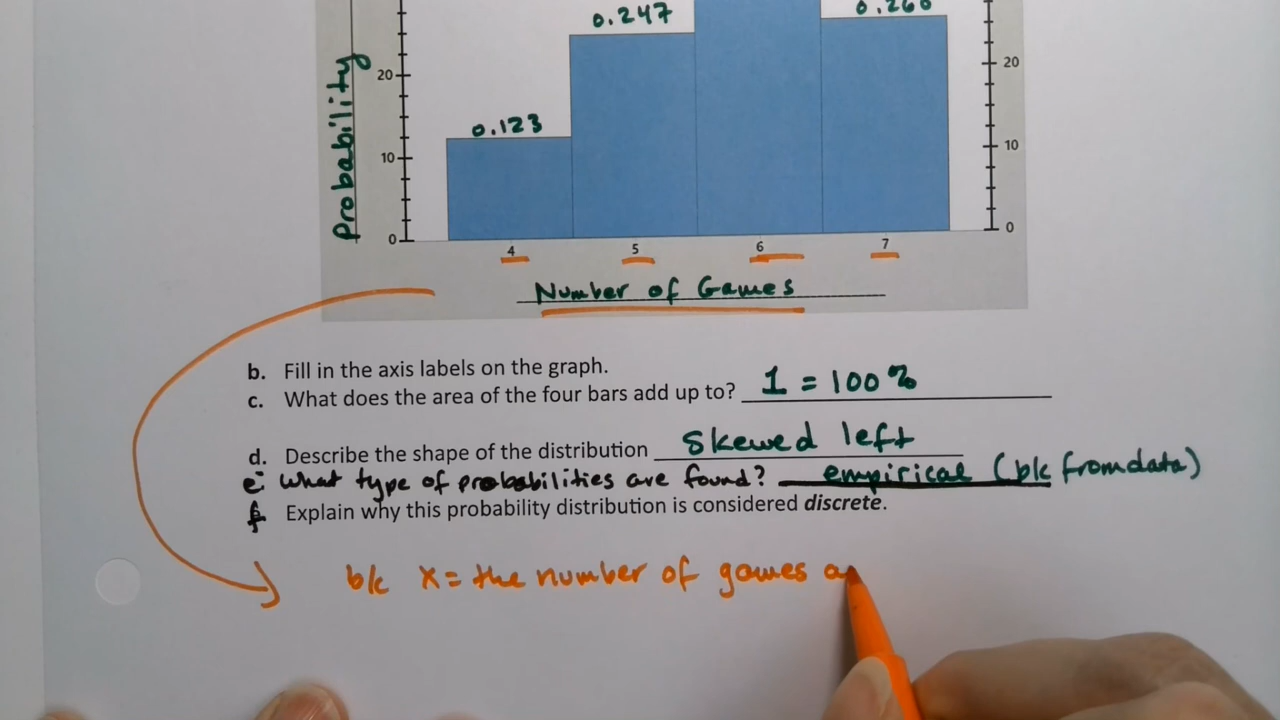 0.247
0.260
20
20
0.123
10
10
Probability
0
0
4 5 6 7
Number of Games
b. Fill in the axis labels on the graph.
c. What does the area of the four bars add up to? 1 = 100%
d. Describe the shape of the distribution skewed left
e. What type of probabilities are found? empirical (b/c from data)
f. Explain why this probability distribution is considered discrete.
b/c x = the number of games a